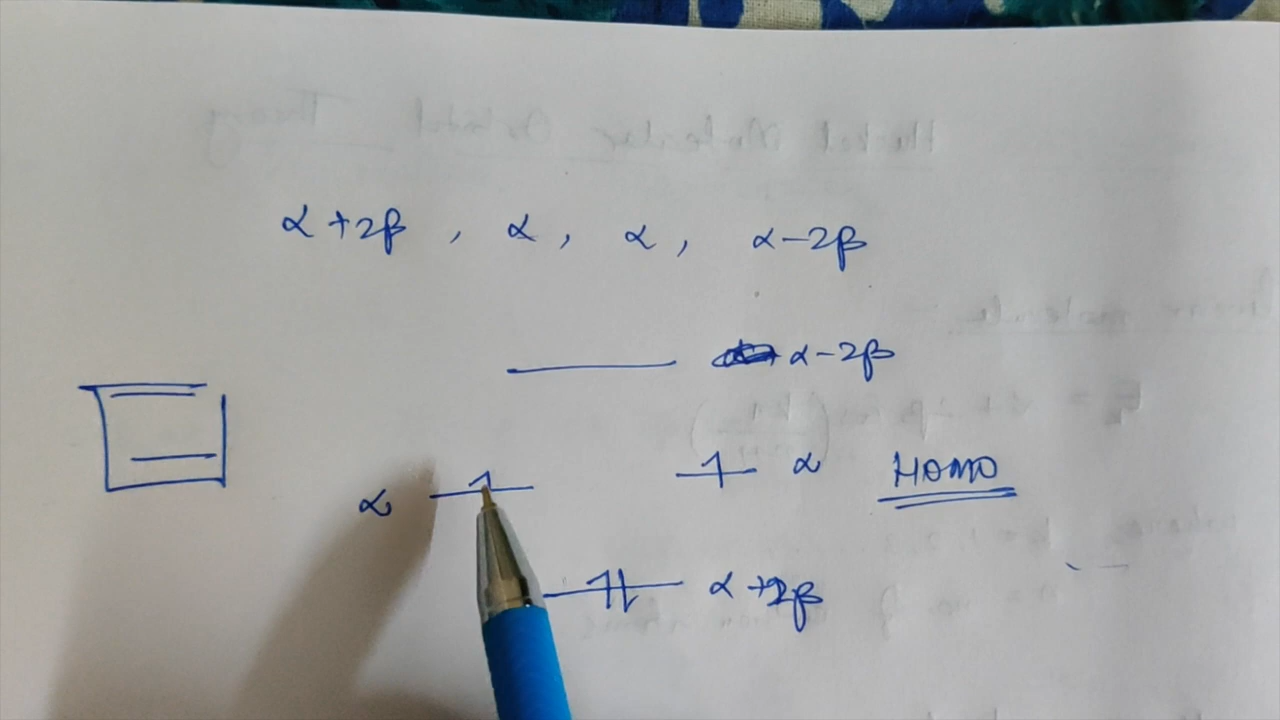 α+2β , α , α , α-2β
α-2β
α HOMO
α
α+2β